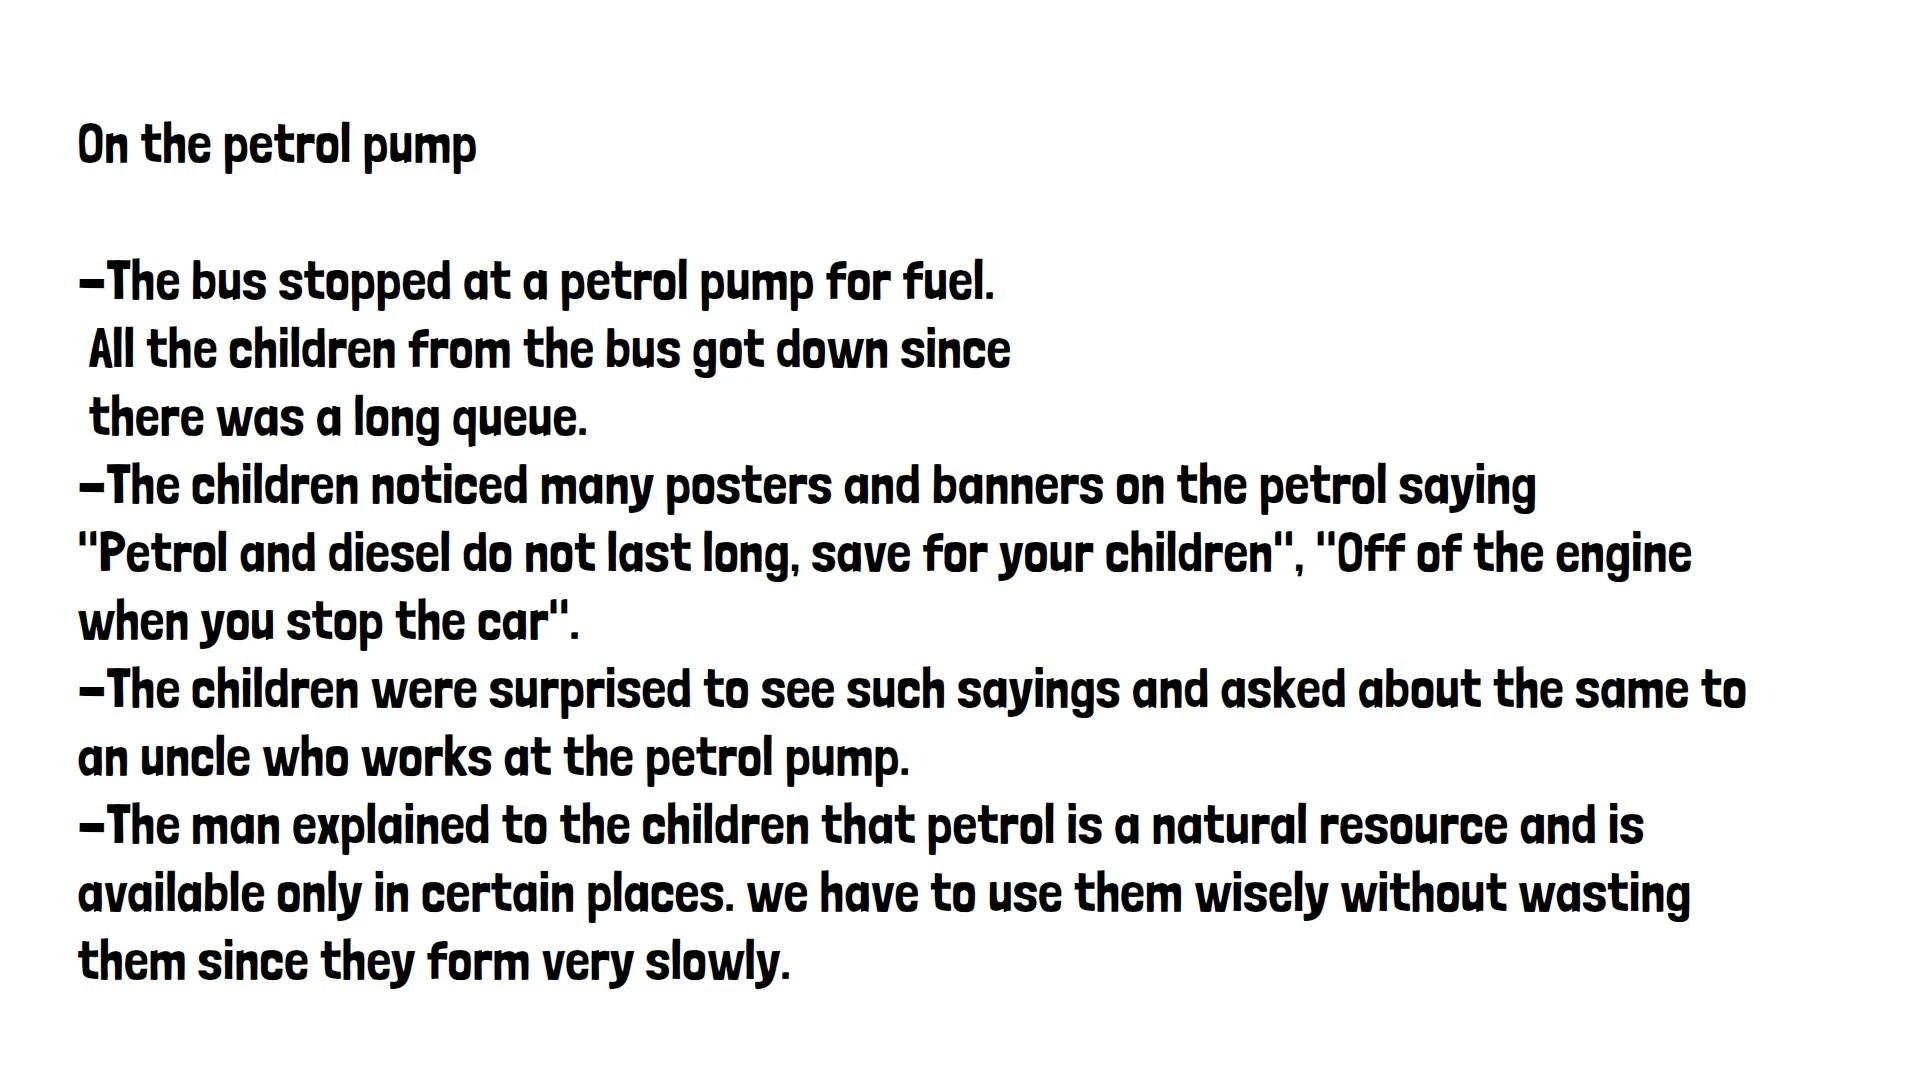 On the petrol pump
–The bus stopped at a petrol pump for fuel.
All the children from the bus got down since
there was a long queue.
–The children noticed many posters and banners on the petrol saying
"Petrol and diesel do not last long, save for your children", "Off of the engine
when you stop the car".
–The children were surprised to see such sayings and asked about the same to
an uncle who works at the petrol pump.
–The man explained to the children that petrol is a natural resource and is
available only in certain places. we have to use them wisely without wasting
them since they form very slowly.